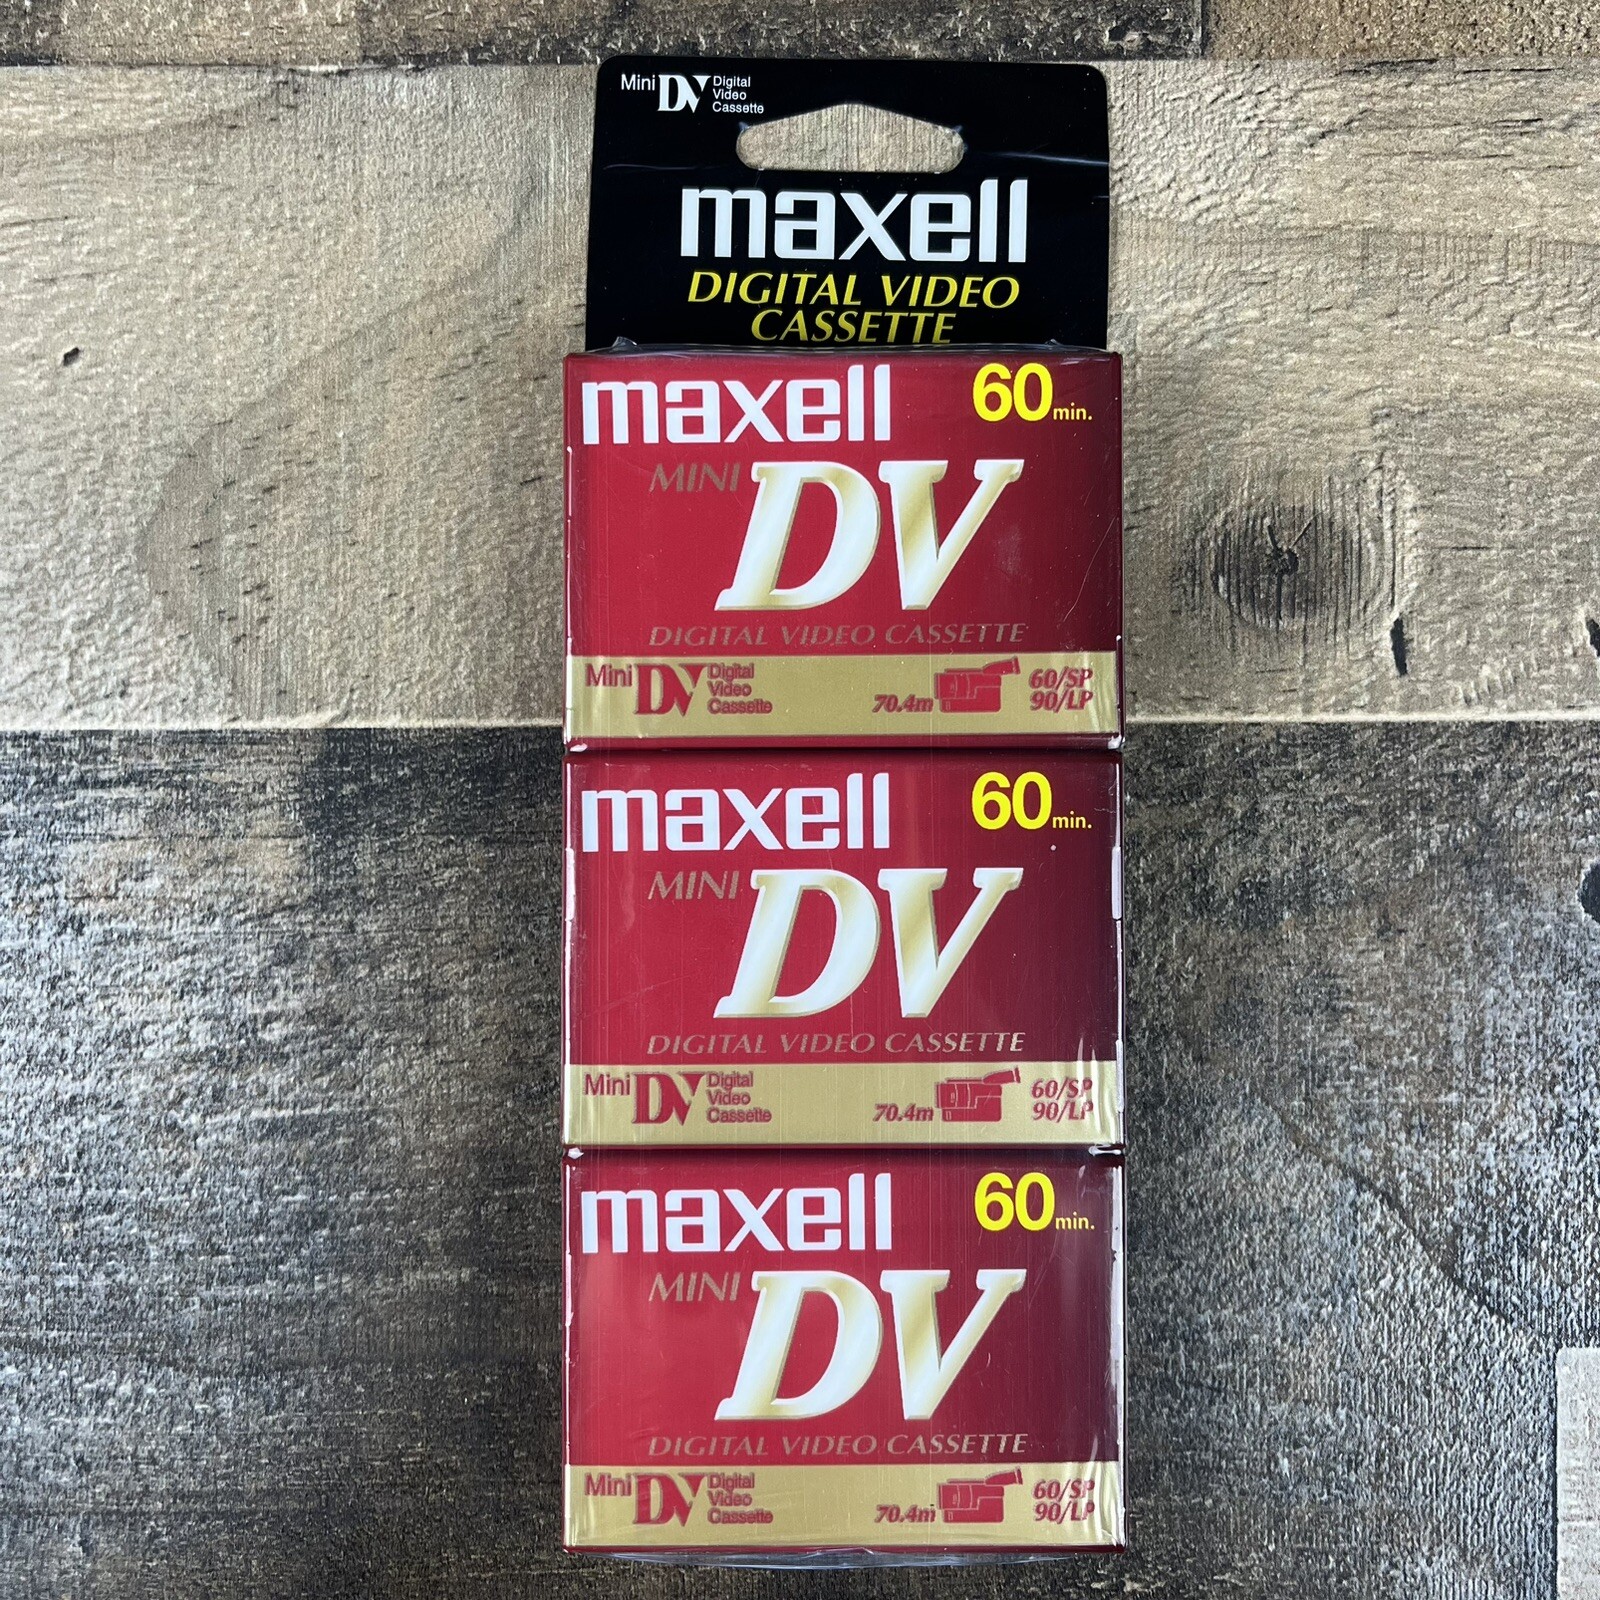 Mini DV Digital
Video
Cassette
maxell
DIGITAL VIDEO
CASSETTE
maxell 60 min.
MINI DV
DIGITAL VIDEO CASSETTE
Mini DV Digital
Video
Cassette
70.4m
60/SP
90/LP
maxell 60 min.
MINI DV
DIGITAL VIDEO CASSETTE
Mini DV Digital
Video
Cassette
70.4m
60/SP
90/LP
maxell 60 min.
MINI DV
DIGITAL VIDEO CASSETTE
Mini DV Digital
Video
Cassette
70.4m
60/SP
90/LP